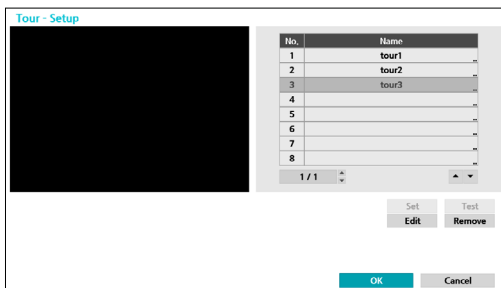 Tour - Setup
No. Name
1 tour1 ...
2 tour2 ...
3 tour3 ...
4 ...
5 ...
6 ...
7 ...
8 ...
1 / 1
Set Test
Edit Remove
OK Cancel